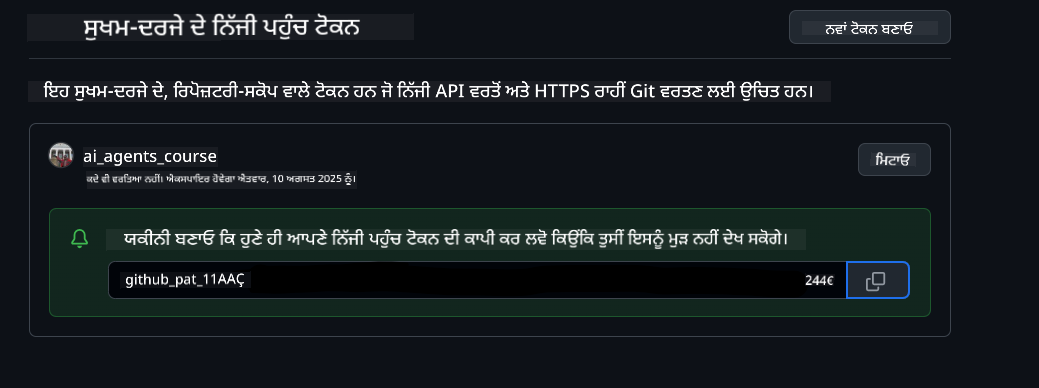 ਸੁਖਮ-ਦਰਜੇ ਦੇ ਨਿੱਜੀ ਪਹੁੰਚ ਟੋਕਨ
ਨਵਾਂ ਟੋਕਨ ਬਣਾਓ
ਇਹ ਸੁਖਮ-ਦਰਜੇ ਦੇ, ਰਿਪੋਜ਼ਟਰੀ-ਸਕੋਪ ਵਾਲੇ ਟੋਕਨ ਹਨ ਜੋ ਨਿੱਜੀ API ਵਰਤੋਂ ਅਤੇ HTTPS ਰਾਹੀਂ Git ਵਰਤਣ ਲਈ ਉਚਿਤ ਹਨ।
ai_agents_course
ਮਿਟਾਓ
ਕਦੇ ਵੀ ਵਰਤਿਆ ਨਹੀਂ। ਐਕਸਪਾਇਰ ਹੋਵੇਗਾ ਐਤਵਾਰ, 10 ਅਗਸਤ 2025 ਨੂੰ।
ਯਕੀਨੀ ਬਣਾਓ ਕਿ ਹੁਣੇ ਹੀ ਆਪਣੇ ਨਿੱਜੀ ਪਹੁੰਚ ਟੋਕਨ ਦੀ ਕਾਪੀ ਕਰ ਲਵੋ ਕਿਉਂਕਿ ਤੁਸੀਂ ਇਸਨੂੰ ਮੁੜ ਨਹੀਂ ਦੇਖ ਸਕੋਗੇ।
github_pat_11AAÇ 244€